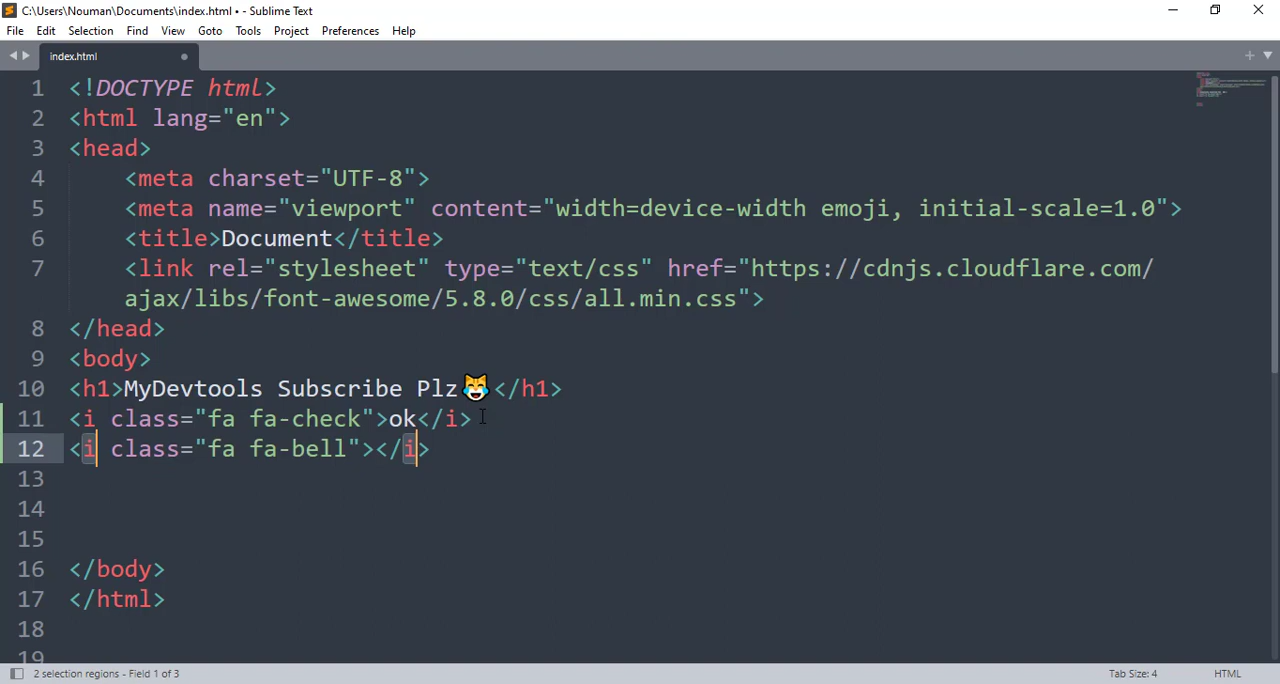 C:\Users\Nouman\Documents\index.html • - Sublime Text
File Edit Selection Find View Goto Tools Project Preferences Help
index.html
1 <!DOCTYPE html>
2 <html lang="en">
3 <head>
4 <meta charset="UTF-8">
5 <meta name="viewport" content="width=device-width emoji, initial-scale=1.0">
6 <title>Document</title>
7 <link rel="stylesheet" type="text/css" href="https://cdnjs.cloudflare.com/
ajax/libs/font-awesome/5.8.0/css/all.min.css">
8 </head>
9 <body>
10 <h1>MyDevtools Subscribe Plz😹</h1>
11 <i class="fa fa-check">ok</i>
12 <i class="fa fa-bell"></i>
13
14
15
16 </body>
17 </html>
18
19
2 selection regions - Field 1 of 3 Tab Size: 4 HTML